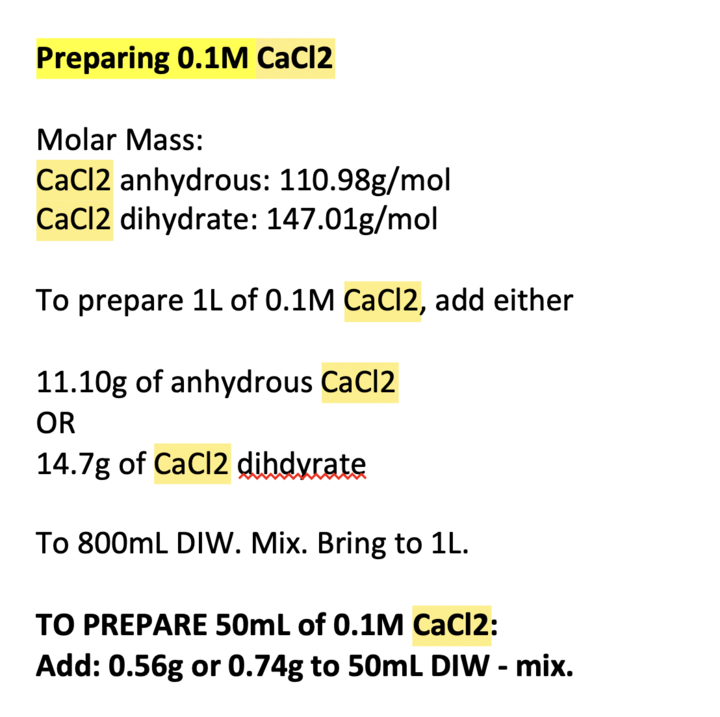 Preparing 0.1M CaCl2
Molar Mass:
CaCl2 anhydrous: 110.98g/mol
CaCl2 dihydrate: 147.01g/mol
To prepare 1L of 0.1M CaCl2, add either
11.10g of anhydrous CaCl2
OR
14.7g of CaCl2 dihdyrate
To 800mL DIW. Mix. Bring to 1L.
TO PREPARE 50mL of 0.1M CaCl2:
Add: 0.56g or 0.74g to 50mL DIW - mix.